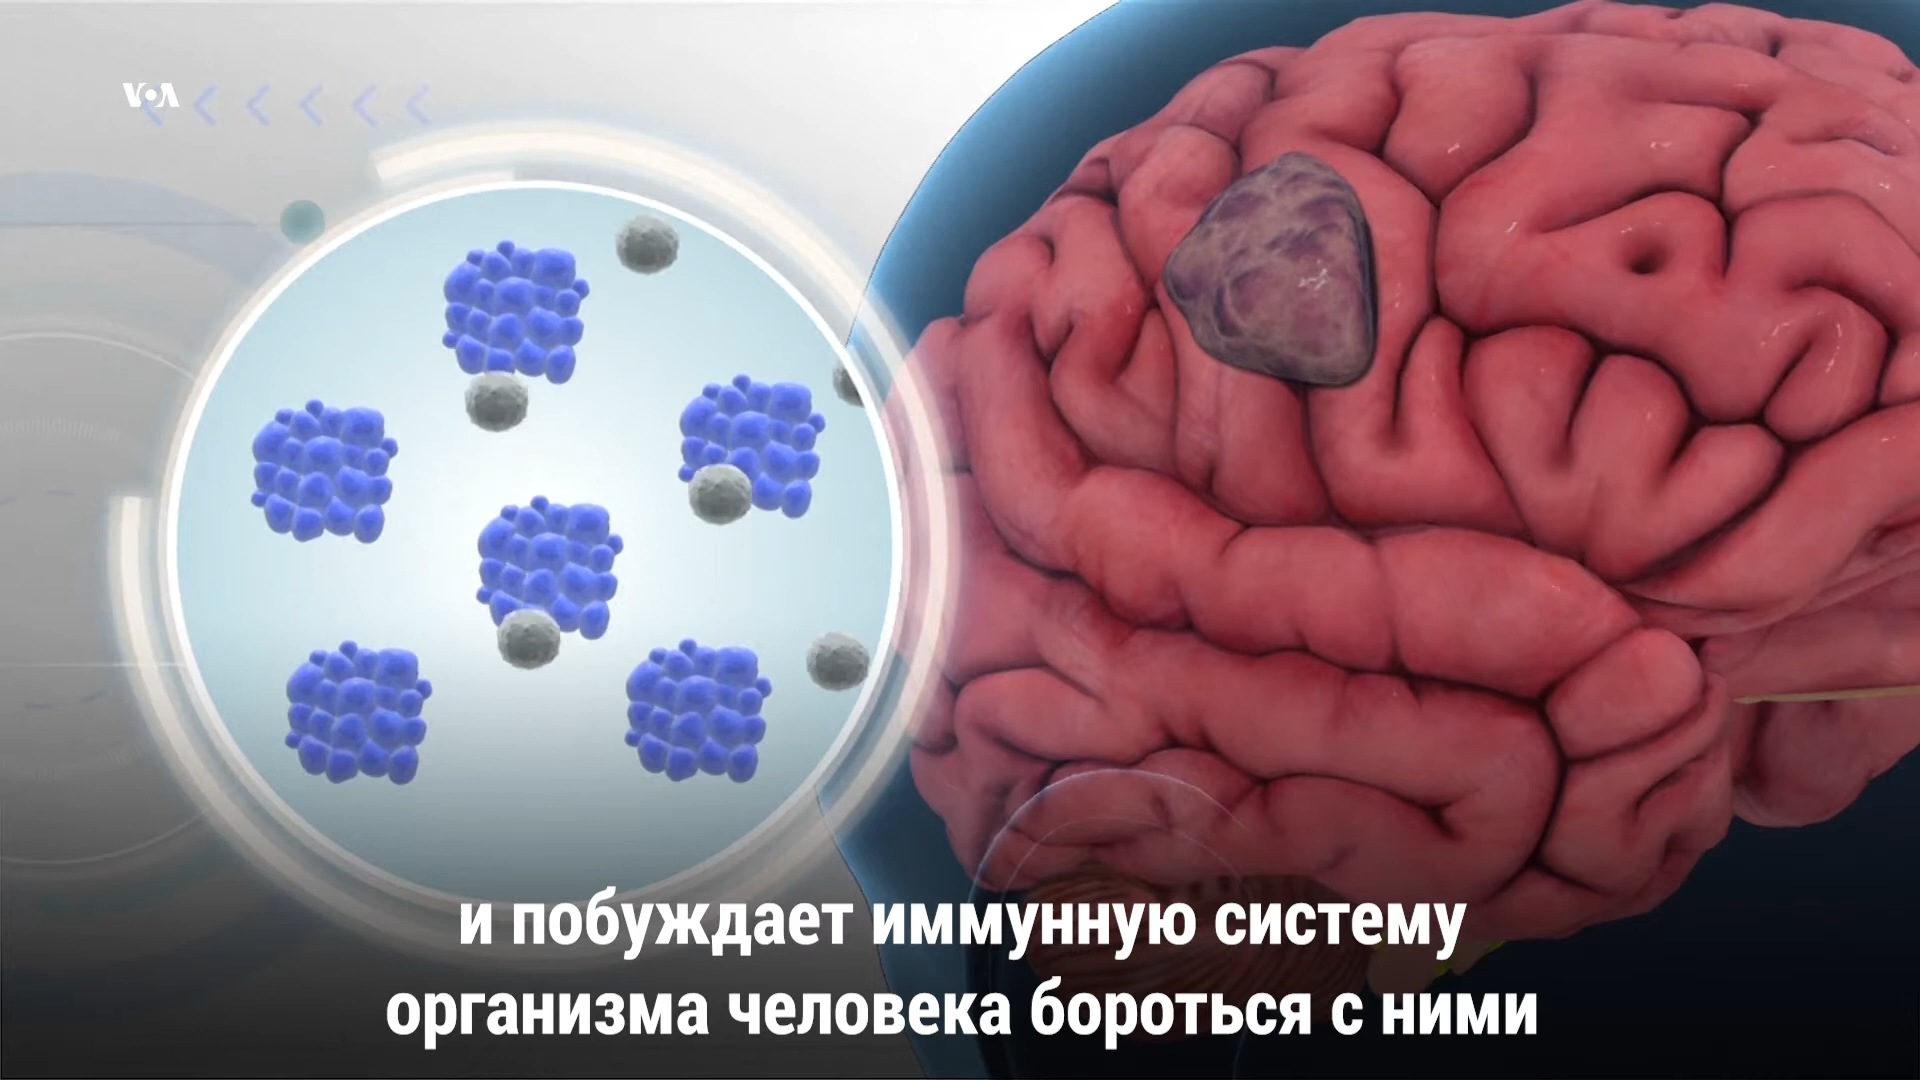 VOA
и побуждает иммунную систему
организма человека бороться с ними